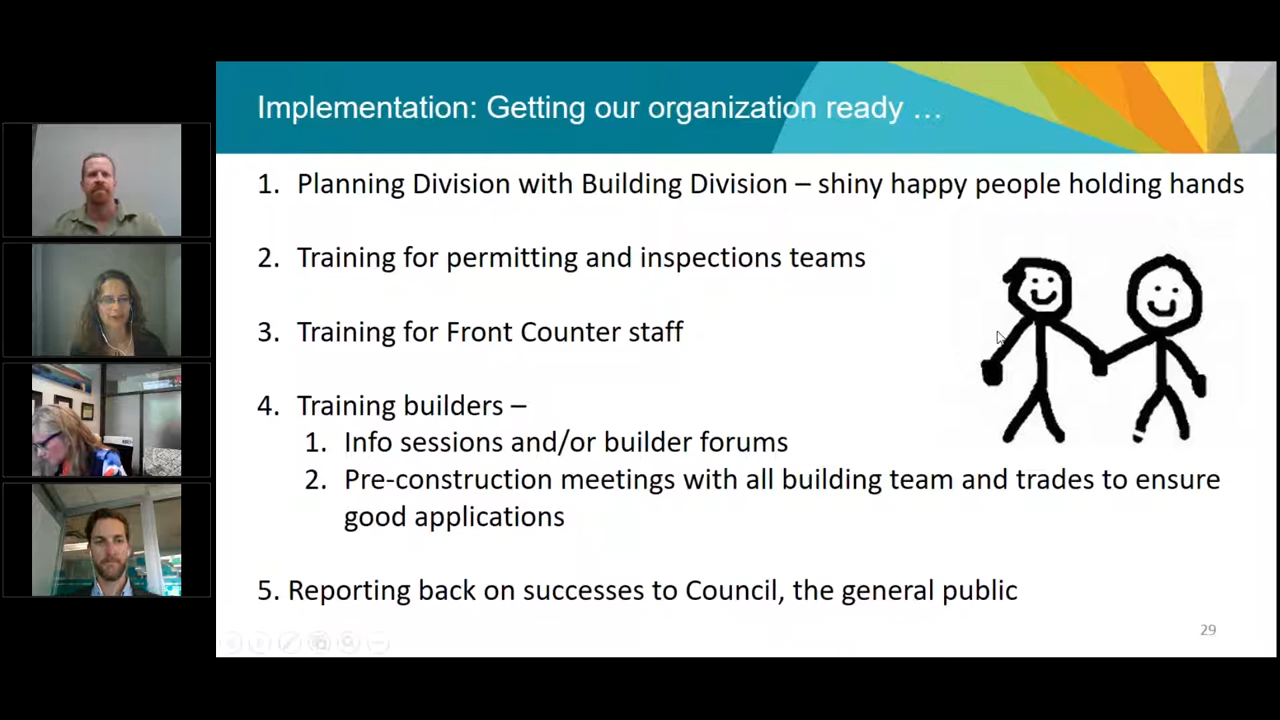 Implementation: Getting our organization ready …
1. Planning Division with Building Division – shiny happy people holding hands
2. Training for permitting and inspections teams
3. Training for Front Counter staff
4. Training builders –
1. Info sessions and/or builder forums
2. Pre-construction meetings with all building team and trades to ensure
good applications
5. Reporting back on successes to Council, the general public
29